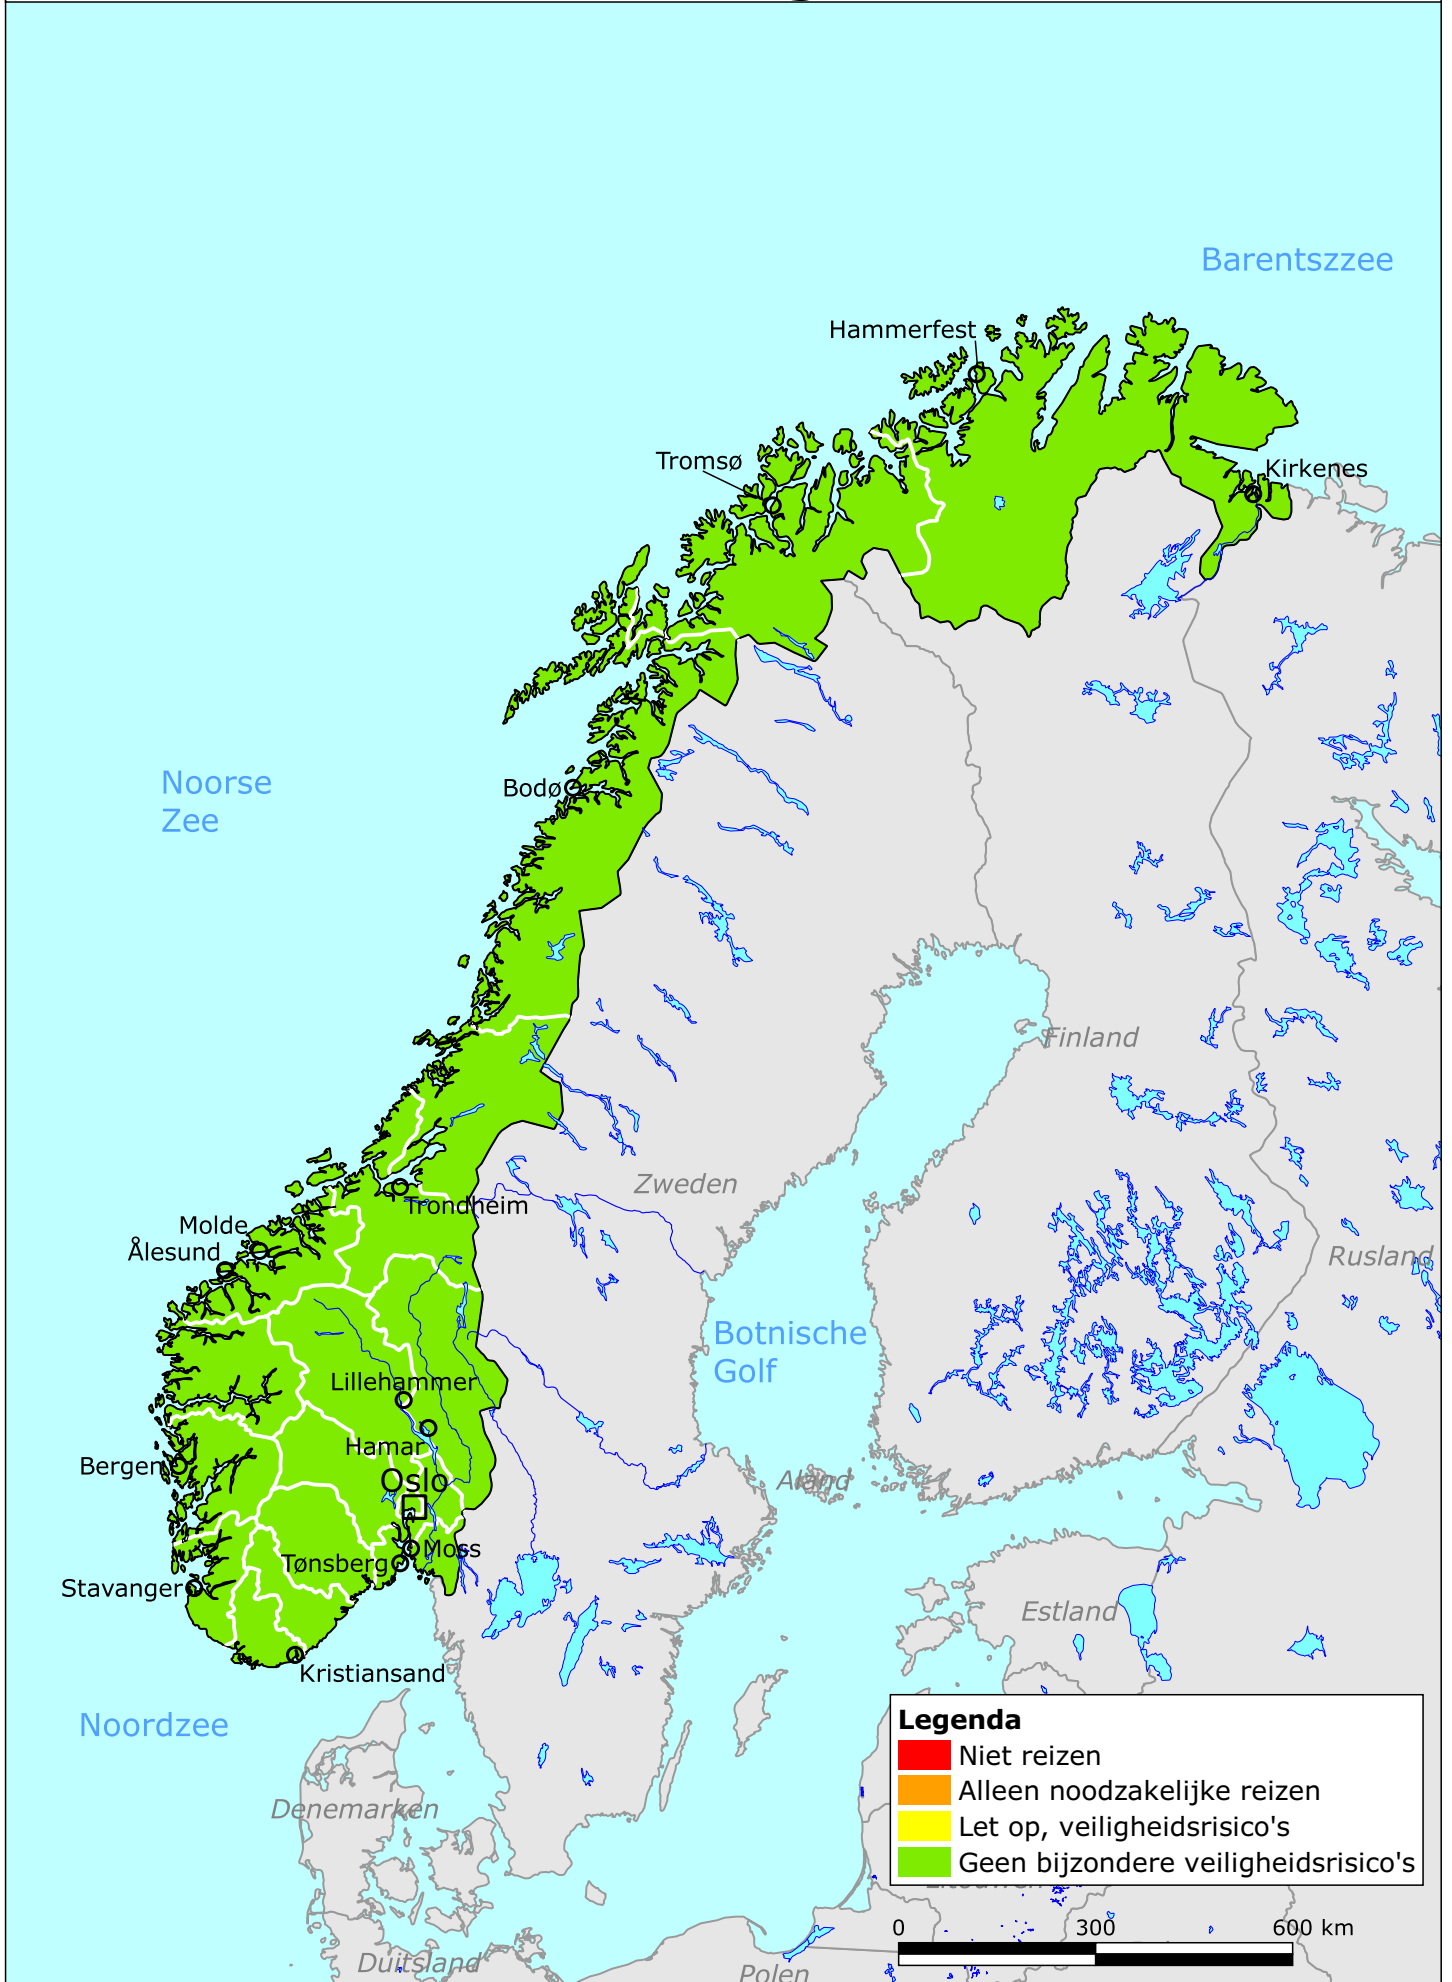 Barentszzee
Hammerfest
Tromsø
Kirkenes
Noorse
Zee
Bodø
Finland
Zweden
Trondheim
Molde
Ålesund
Rusland
Botnische
Golf
Lillehammer
Hamar
Bergen
Oslo
Aland
Moss
Tønsberg
Stavanger
Estland
Kristiansand
Noordzee
Legenda
Niet reizen
Alleen noodzakelijke reizen
Let op, veiligheidsrisico's
Geen bijzondere veiligheidsrisico's
Denemarken
0 300 600 km
Duitsland
Polen